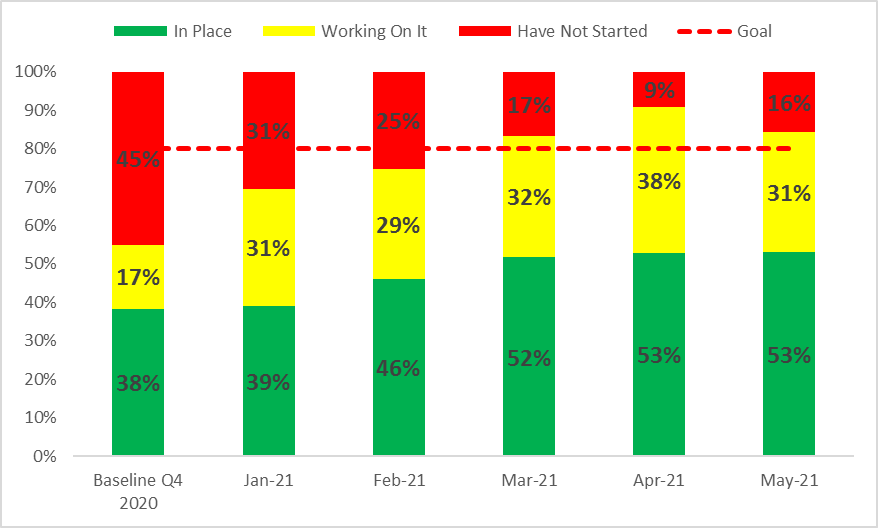 In Place Working On It Have Not Started Goal
100%
90%
80%
70%
60%
50%
40%
30%
20%
10%
0%
45% 31% 25% 17% 9% 16%
17% 31% 29% 32% 38% 31%
38% 39% 46% 52% 53% 53%
Baseline Q4 Jan-21 Feb-21 Mar-21 Apr-21 May-21
2020